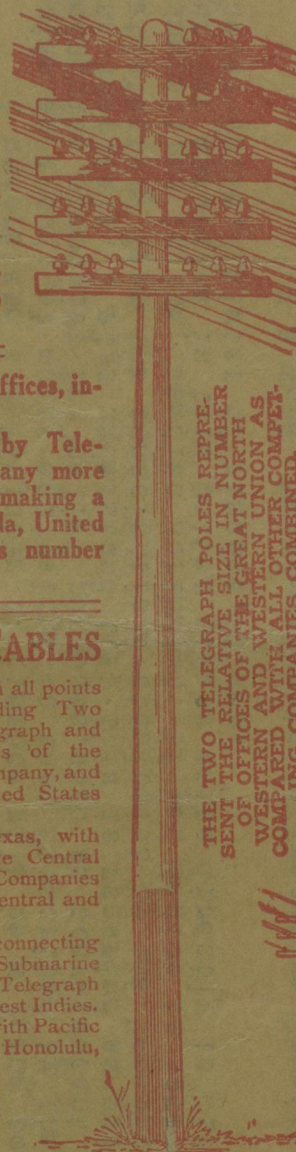 ffices, in-
by Tele-
any more
making a
da, United
s number
CABLES
n all points
ding Two
graph and
s of the
mpany, and
ed States
exas, with
e Central
Companies
entral and
connecting
Submarine
Telegraph
est Indies.
ith Pacific
Honolulu,
THE TWO TELEGRAPH POLES REPRE-
SENT THE RELATIVE SIZE IN NUMBER
OF OFFICES OF THE GREAT NORTH
WESTERN AND WESTERN UNION AS
COMPARED WITH ALL OTHER COMPET-
ING COMPANIES COMBINED.